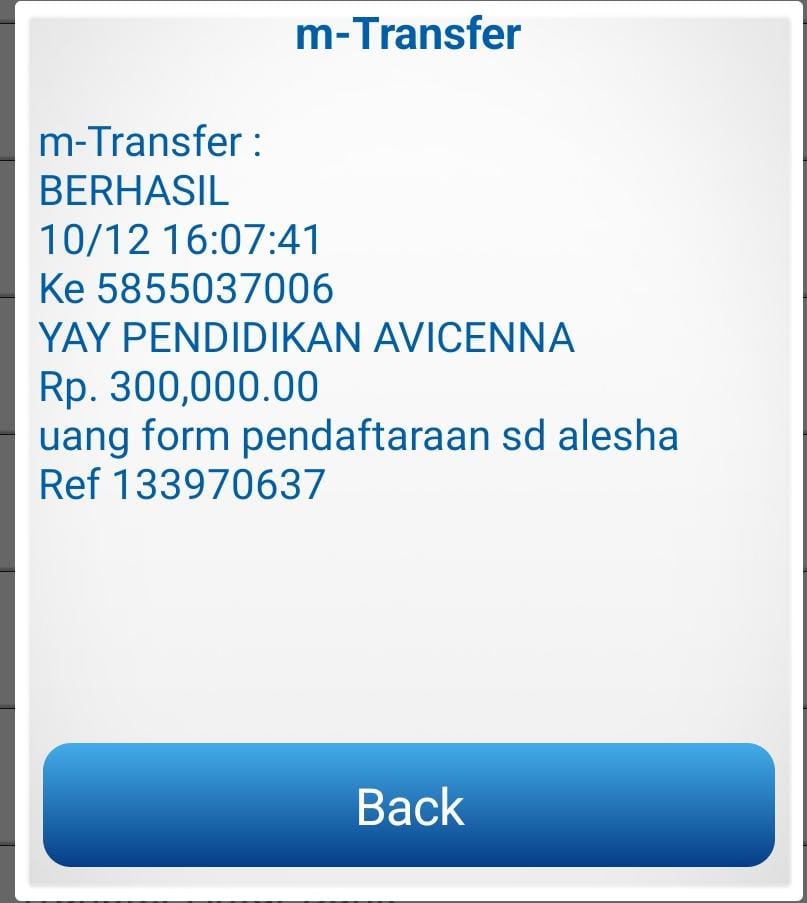 m-Transfer
m-Transfer :
BERHASIL
10/12 16:07:41
Ke 5855037006
YAY PENDIDIKAN AVICENNA
Rp. 300,000.00
uang form pendaftaraan sd alesha
Ref 133970637
Back